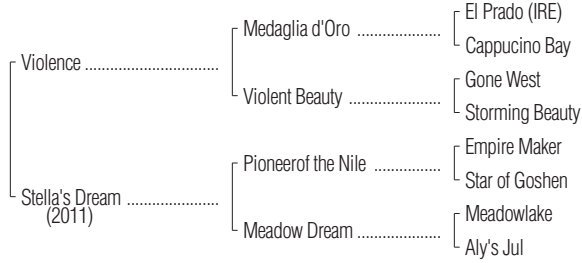 El Prado (IRE)
Medaglia d'Oro ....................
Cappucino Bay
Violence ................................
Gone West
Violent Beauty ......................
Storming Beauty
Empire Maker
Pioneerof the Nile ................
Star of Goshen
Stella's Dream ......................
(2011)
Meadowlake
Meadow Dream ....................
Aly's Jul